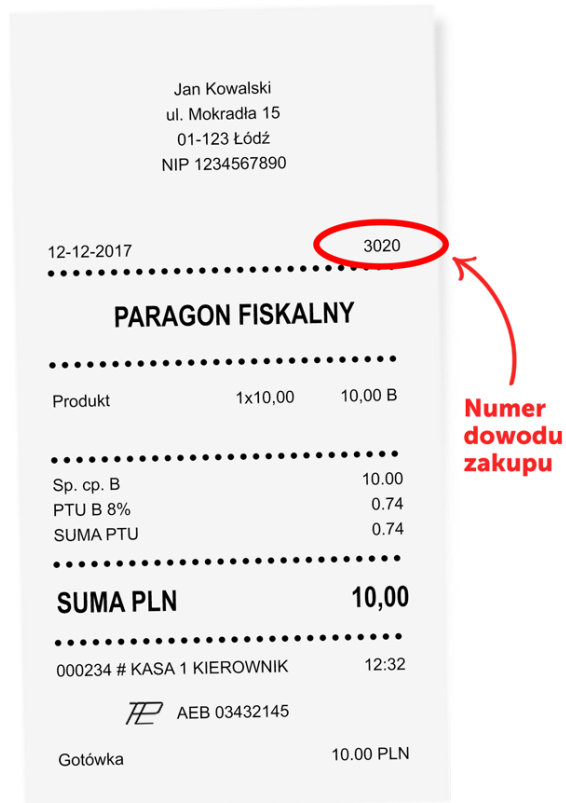 Jan Kowalski
ul. Mokradła 15
01-123 Łódź
NIP 1234567890
12-12-2017 3020
PARAGON FISKALNY
Produkt 1x10,00 10,00 B
Numer
dowodu
zakupu
Sp. cp. B 10.00
PTU B 8% 0.74
SUMA PTU 0.74
SUMA PLN 10,00
000234 # KASA 1 KIEROWNIK 12:32
AEB 03432145
Gotówka 10.00 PLN